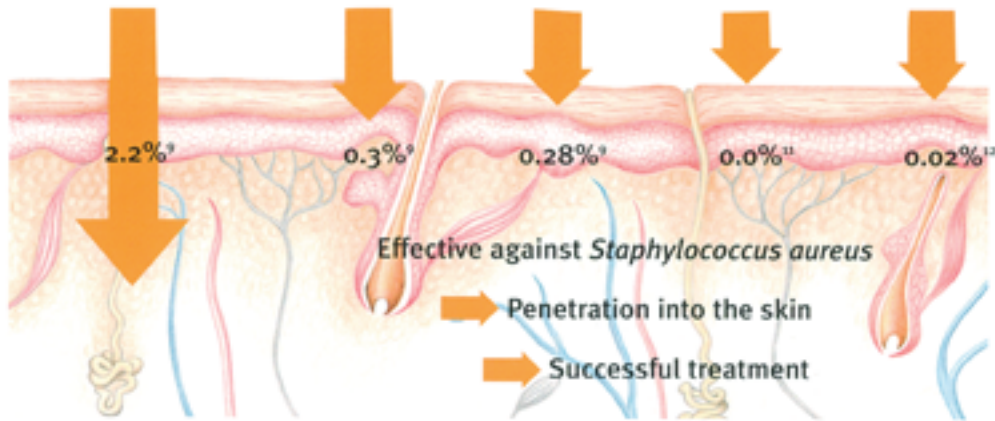 2.2%⁹ 0.3%⁹ 0.28%⁹ 0.0%¹¹ 0.02%¹²
Effective against Staphylococcus aureus
Penetration into the skin
Successful treatment